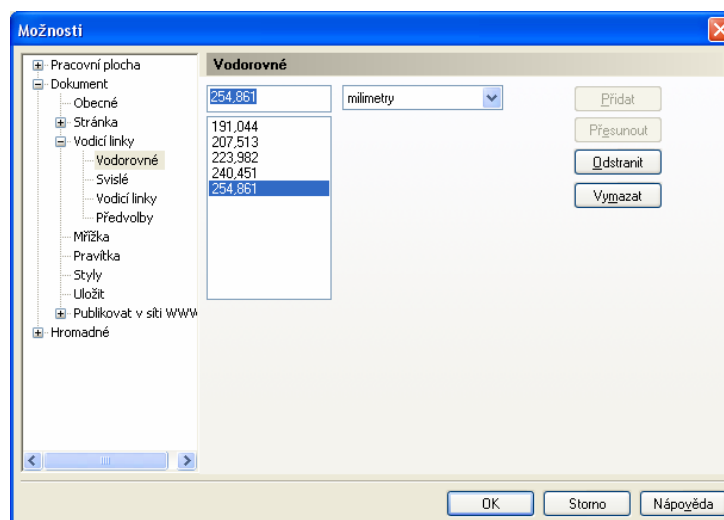 Možnosti
Pracovní plocha
Dokument
Obecné
Stránka
Vodicí linky
Vodorovné
Svislé
Vodicí linky
Předvolby
Mřížka
Pravítka
Styly
Uložit
Publikovat v síti WWW
Hromadné
Vodorovné
254,861
milimetry
191,044
207,513
223,982
240,451
254,861
Přidat
Přesunout
Odstranit
Vymazat
OK
Storno
Nápověda